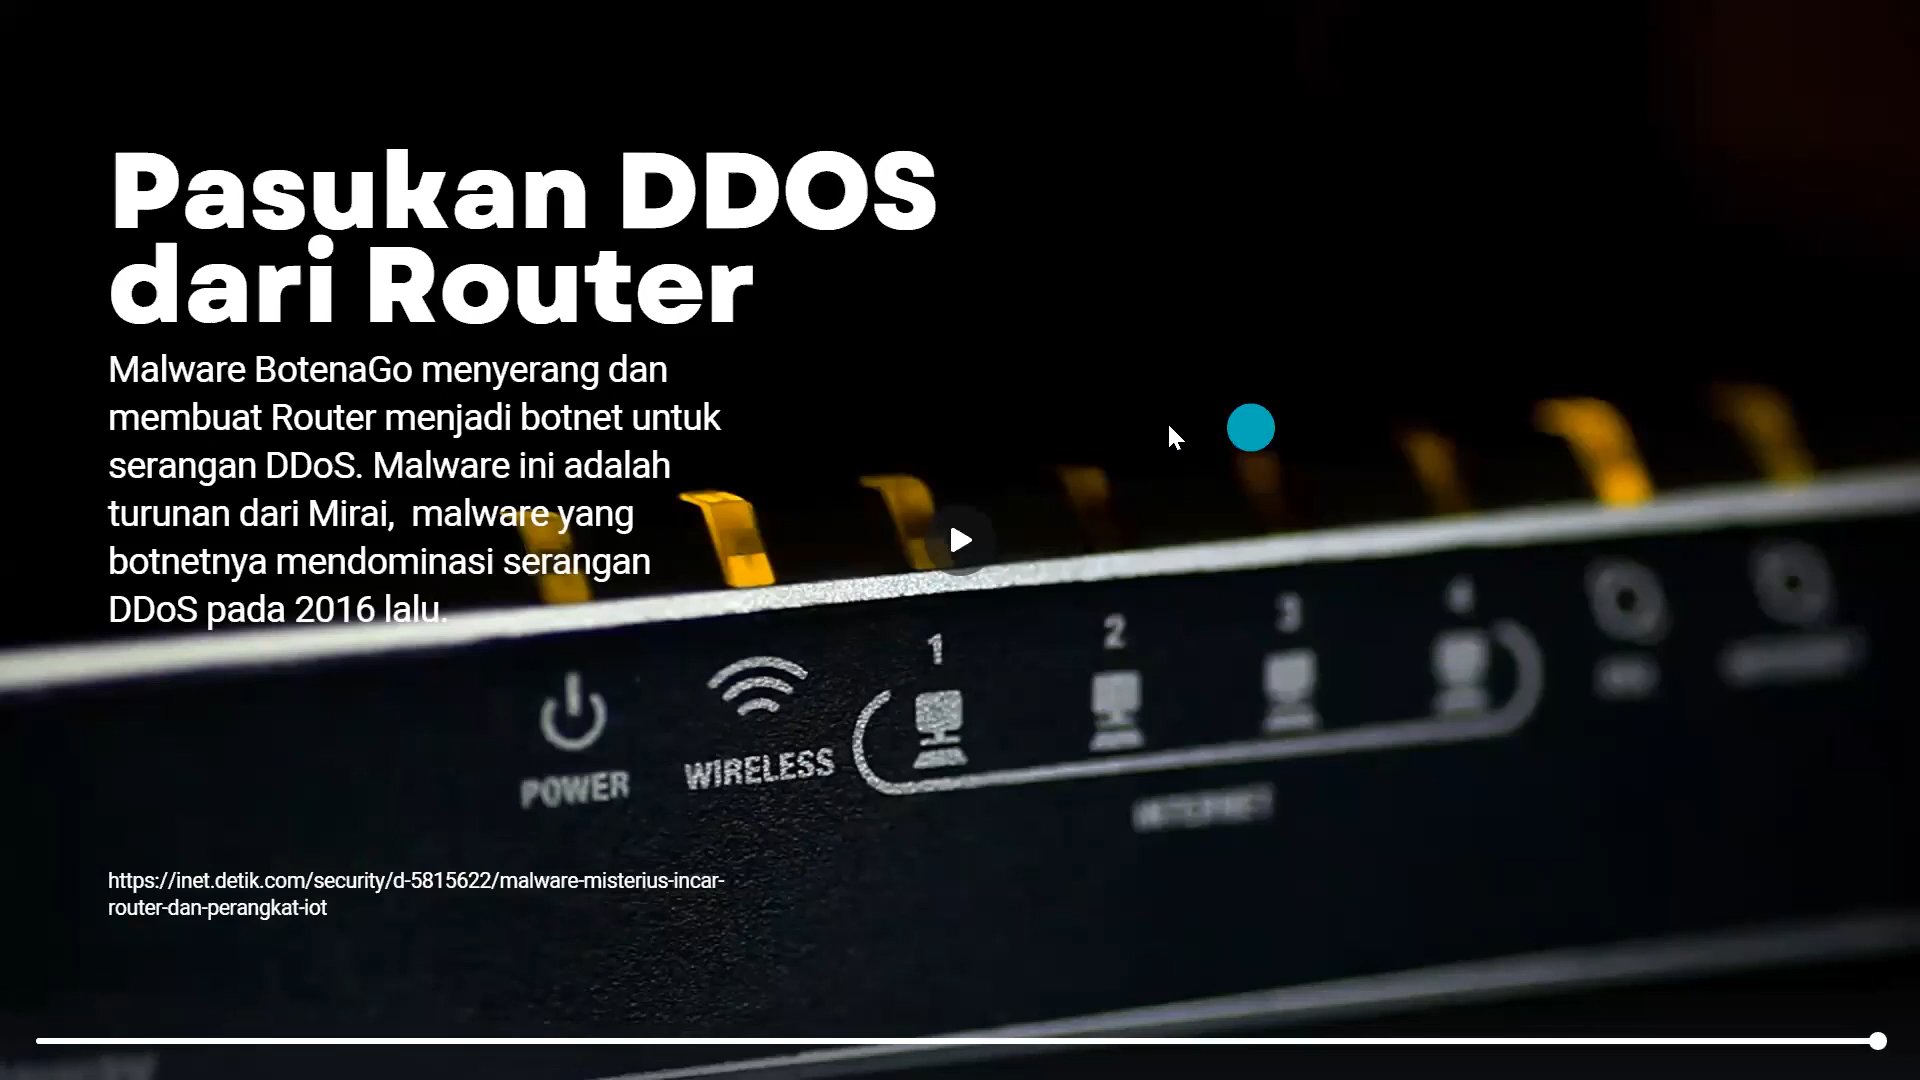 Pasukan DDOS
dari Router
Malware BotenaGo menyerang dan
membuat Router menjadi botnet untuk
serangan DDoS. Malware ini adalah
turunan dari Mirai,  malware yang
botnetnya mendominasi serangan
DDoS pada 2016 lalu.
1 2 3 4
POWER WIRELESS
INTERNET
https://inet.detik.com/security/d-5815622/malware-misterius-incar-
router-dan-perangkat-iot